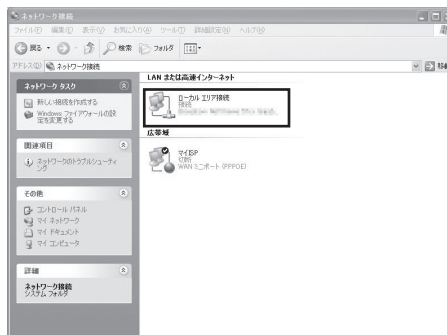 ネットワーク接続
ファイル(F) 編集(E) 表示(V) お気に入り(A) ツール(T) 詳細設定(N) ヘルプ(H)
戻る 検索 フォルダ
アドレス(D) ネットワーク接続 移動
ネットワーク タスク
新しい接続を作成する
Windows ファイアウォールの設
定を変更する
関連項目
ネットワークのトラブルシューティ
ング
その他
コントロール パネル
マイ ネットワーク
マイ ドキュメント
マイ コンピュータ
詳細
ネットワーク接続
システム フォルダ
LAN または高速インターネット
ローカル エリア接続
接続
広帯域
マイISP
切断
WAN ミニポート (PPPOE)